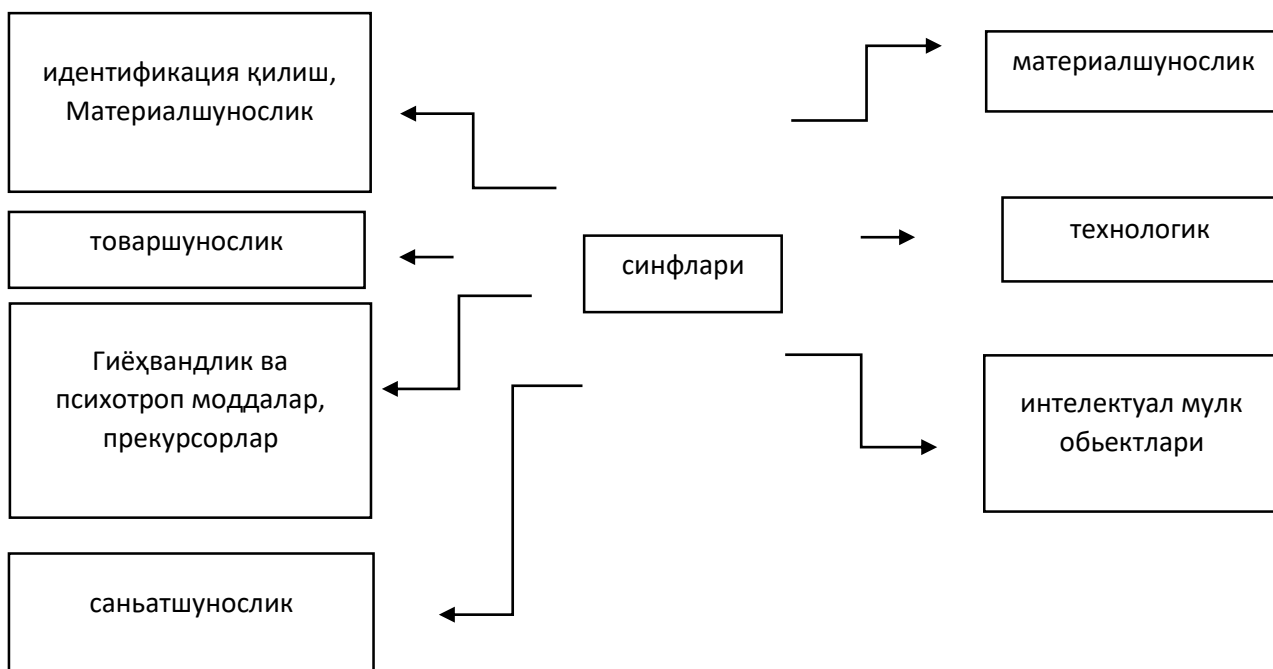 идентификация қилиш,
Материалшунослик
товаршунослик
Гиёҳвандлик ва
психотроп моддалар,
прекурсорлар
саньатшунослик
синфлари
материалшунослик
технологик
интелектуал мулк
обьектлари